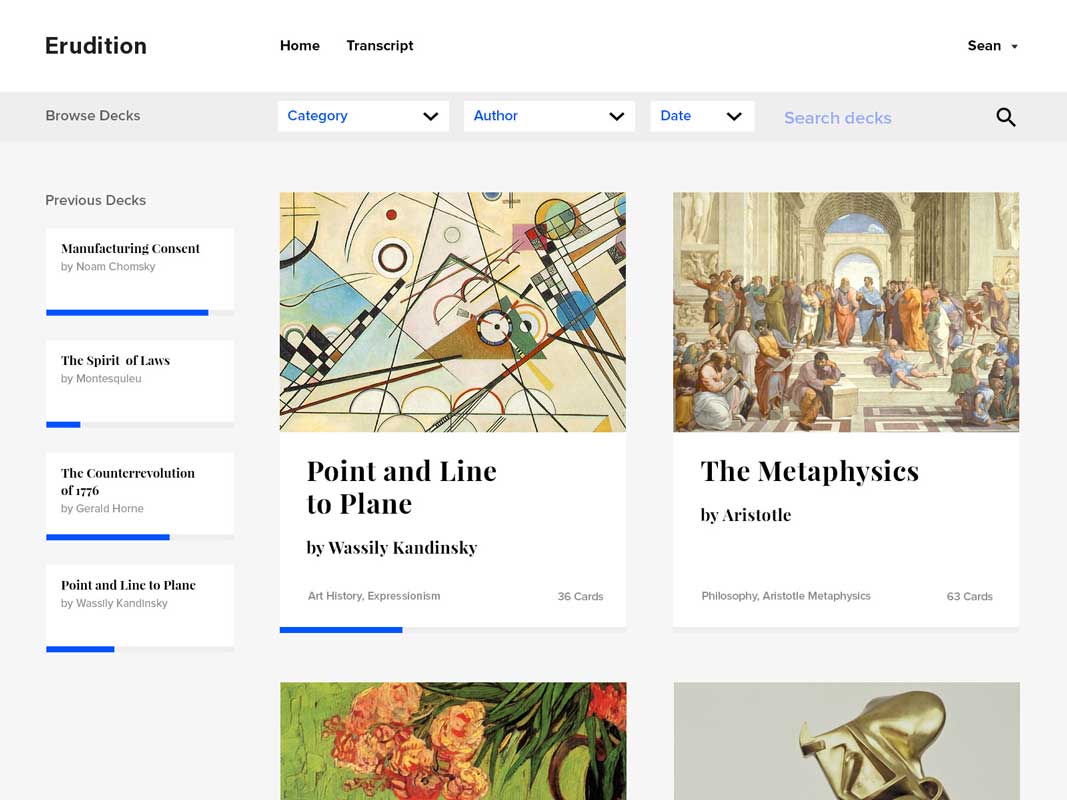 Erudition
Home
Transcript
Sean
Browse Decks
Category
Author
Date
Search decks
Previous Decks
Manufacturing Consent
by Noam Chomsky
The Spirit of Laws
by Montesquieu
The Counterrevolution
of 1776
by Gerald Horne
Point and Line to Plane
by Wassily Kandinsky
Point and Line
to Plane
by Wassily Kandinsky
Art History, Expressionism
36 Cards
The Metaphysics
by Aristotle
Philosophy, Aristotle Metaphysics
63 Cards